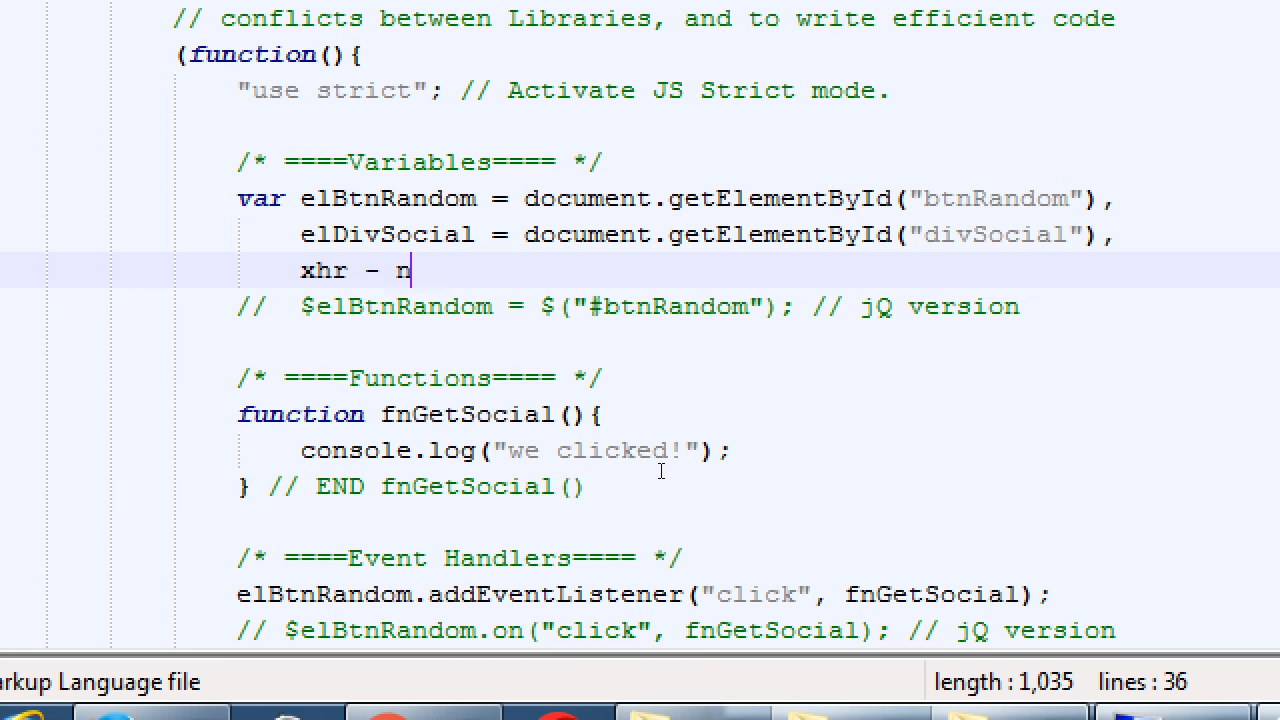 // conflicts between Libraries, and to write efficient code
(function(){
"use strict"; // Activate JS Strict mode.
/* ====Variables==== */
var elBtnRandom = document.getElementById("btnRandom"),
elDivSocial = document.getElementById("divSocial"),
xhr - n
// $elBtnRandom = $("#btnRandom"); // jQ version
/* ====Functions==== */
function fnGetSocial(){
console.log("we clicked!");
} // END fnGetSocial()
/* ====Event Handlers==== */
elBtnRandom.addEventListener("click", fnGetSocial);
// $elBtnRandom.on("click", fnGetSocial); // jQ version
arkup Language file length : 1,035 lines : 36